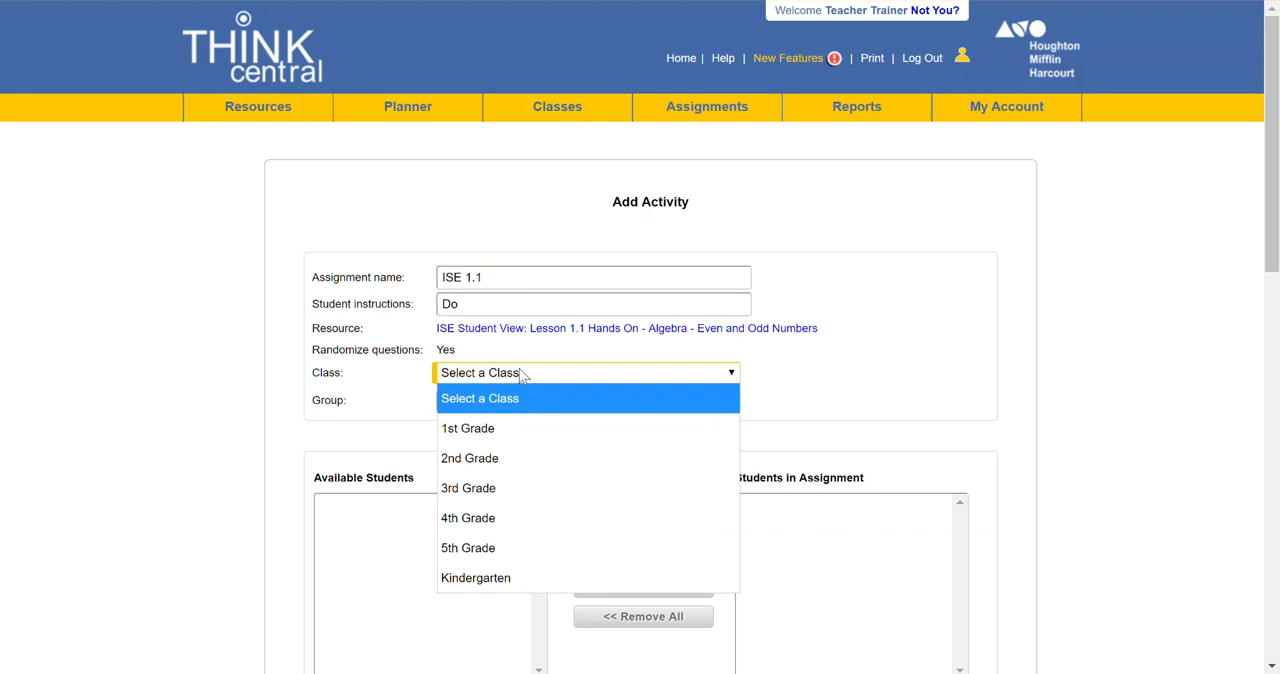 Welcome Teacher Trainer Not You?
THINK
central
Home | Help | New Features ! | Print | Log Out
Houghton
Mifflin
Harcourt
Resources Planner Classes Assignments Reports My Account
Add Activity
Assignment name: ISE 1.1
Student instructions: Do
Resource: ISE Student View: Lesson 1.1 Hands On - Algebra - Even and Odd Numbers
Randomize questions: Yes
Class: Select a Class
Select a Class
Group:
1st Grade
2nd Grade
Available Students
Students in Assignment
3rd Grade
4th Grade
5th Grade
Kindergarten
<< Remove All